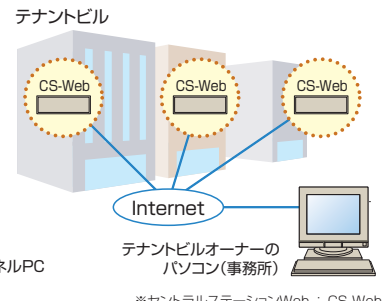 テナントビル
CS-Web
CS-Web
CS-Web
Internet
テナントビルオーナーの
パソコン(事務所)
ネルPC
※セントラルステーションWeb : CS-Web